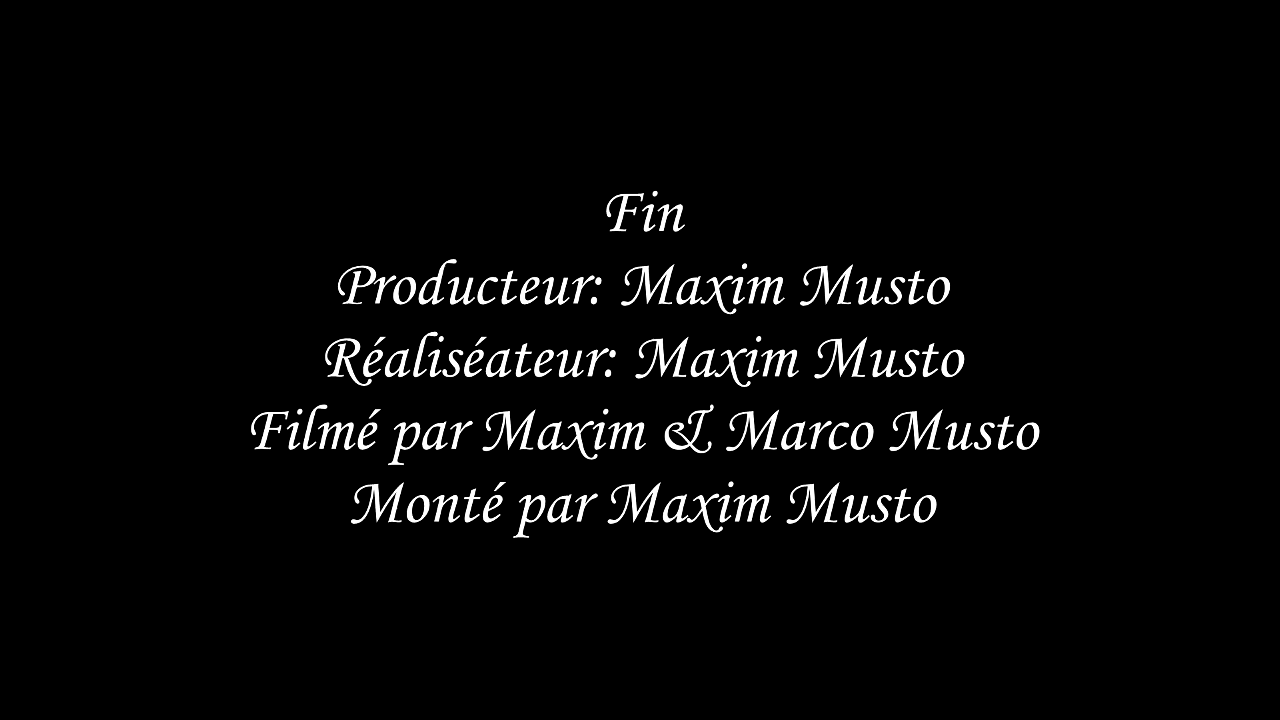 Fin
Producteur: Maxim Musto
Réaliséateur: Maxim Musto
Filmé par Maxim & Marco Musto
Monté par Maxim Musto